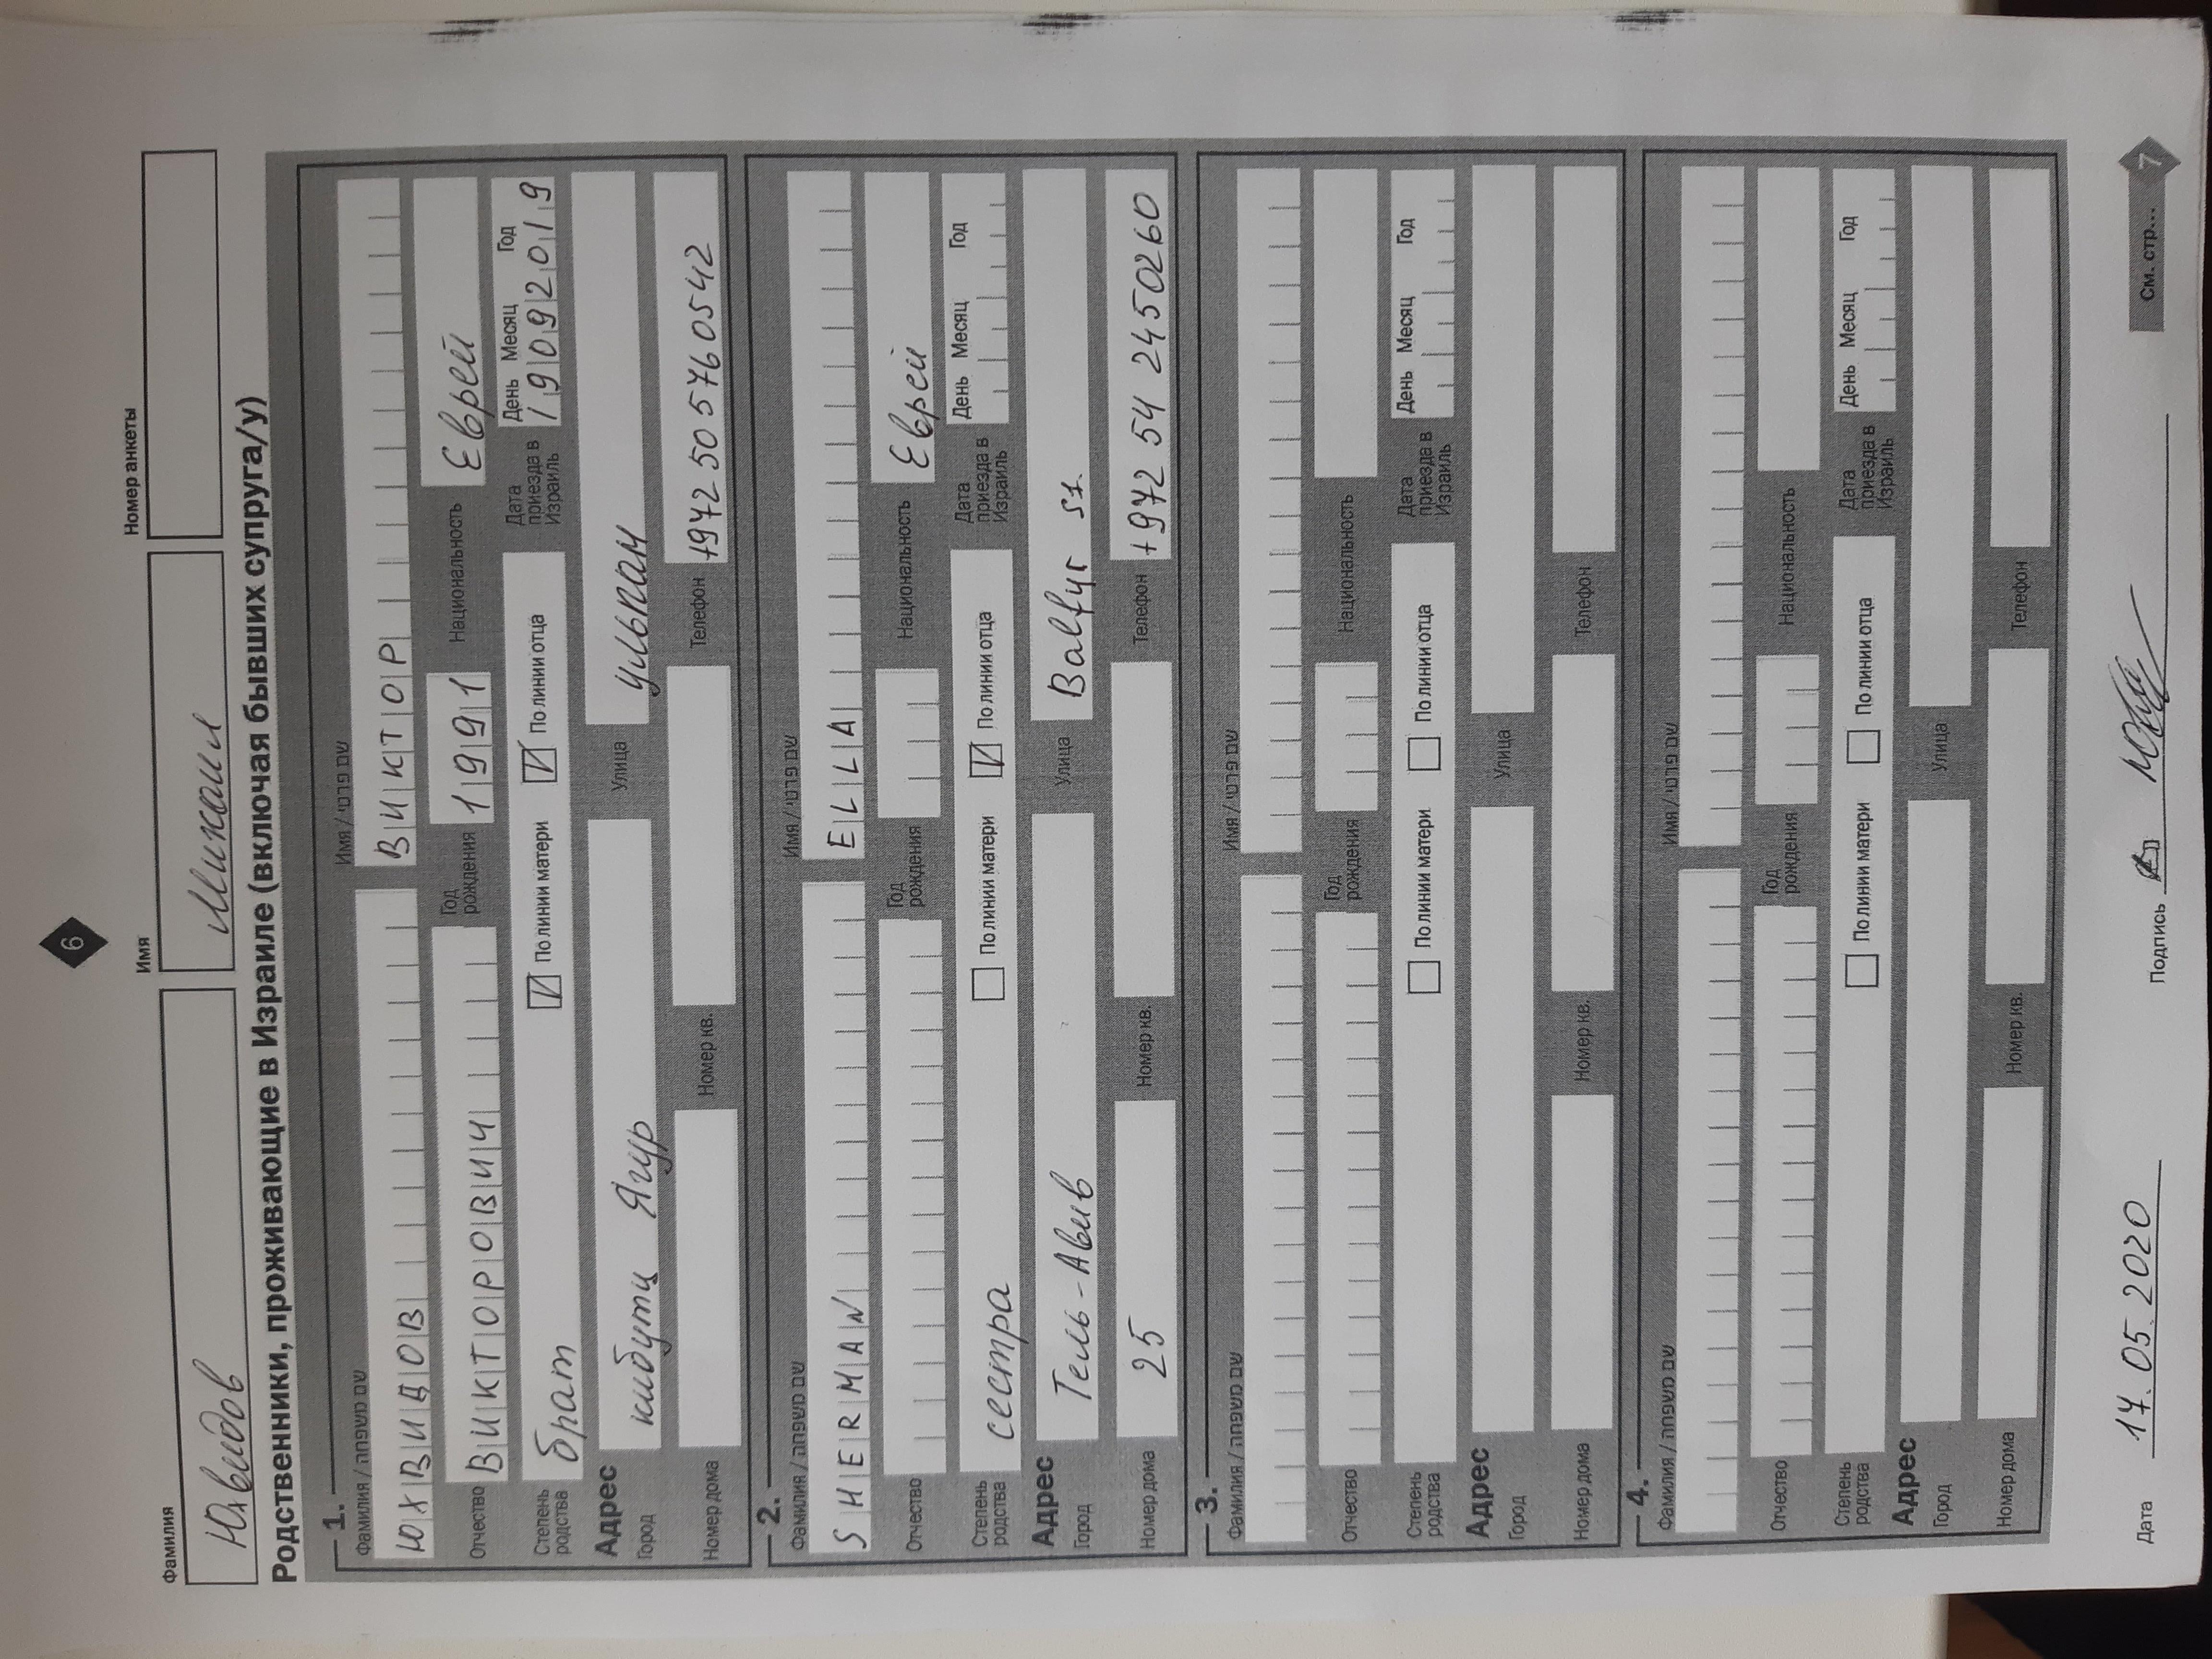 6
Фамилия Имя Номер анкеты
Юхвидов Михаил
Родственники, проживающие в Израиле (включая бывших супруга/у)
1.
Фамилия / שם משפחה Имя / שם פרטי
ЮХВИДОВ ВИКТОР
Отчество ВИКТОРОВИЧ Год рождения 1991 Национальность Еврей
Степень родства брат По линии матери По линии отца Дата приезда в Израиль День Месяц Год 19092019
Адрес
Город кибутц Ягур Улица ульпан
Номер дома Номер кв. Телефон +972 50 5760542
2.
Фамилия / שם משפחה Имя / שם פרטי
SHERMAN ELLA
Отчество Год рождения Национальность Еврей
Степень родства сестра По линии матери По линии отца Дата приезда в Израиль День Месяц Год
Адрес
Город Тель-Авив Улица Balfyr st.
Номер дома 25 Номер кв. Телефон +972 54 2450260
3.
Фамилия / שם משפחה Имя / שם פרטי
Отчество Год рождения Национальность
Степень родства По линии матери По линии отца Дата приезда в Израиль День Месяц Год
Адрес
Город Улица
Номер дома Номер кв. Телефон
4.
Фамилия / שם משפחה Имя / שם פרטי
Отчество Год рождения Национальность
Степень родства По линии матери По линии отца Дата приезда в Израиль День Месяц Год
Адрес
Город Улица
Номер дома Номер кв. Телефон
Дата 17.05.2020 Подпись См. стр... 7